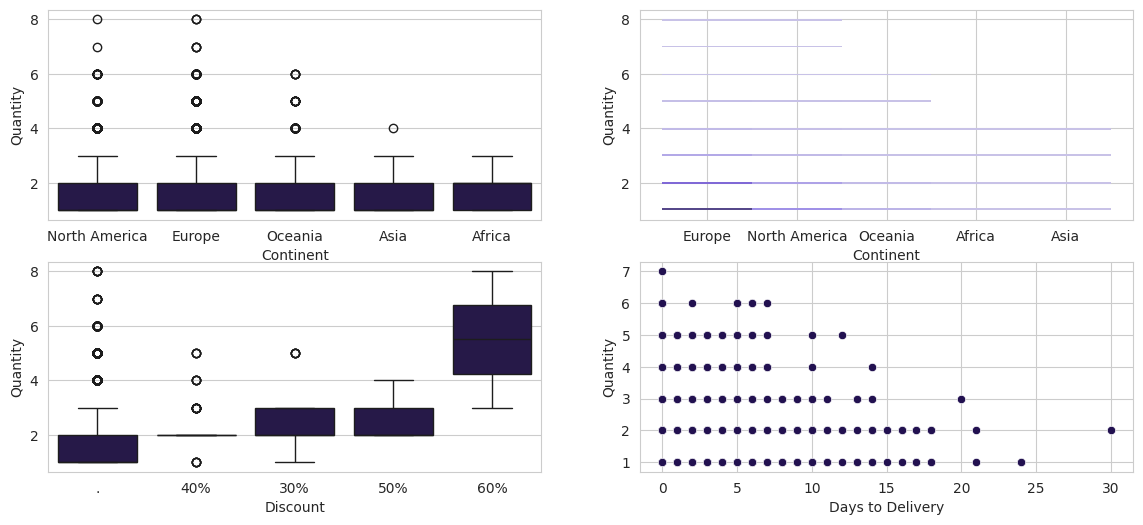 8
6
4
2
Quantity
North America Europe Oceania Asia Africa
Continent
8
6
4
2
Quantity
Europe North America Oceania Africa Asia
Continent
8
6
4
2
Quantity
. 40% 30% 50% 60%
Discount
7
6
5
4
3
2
1
Quantity
0 5 10 15 20 25 30
Days to Delivery